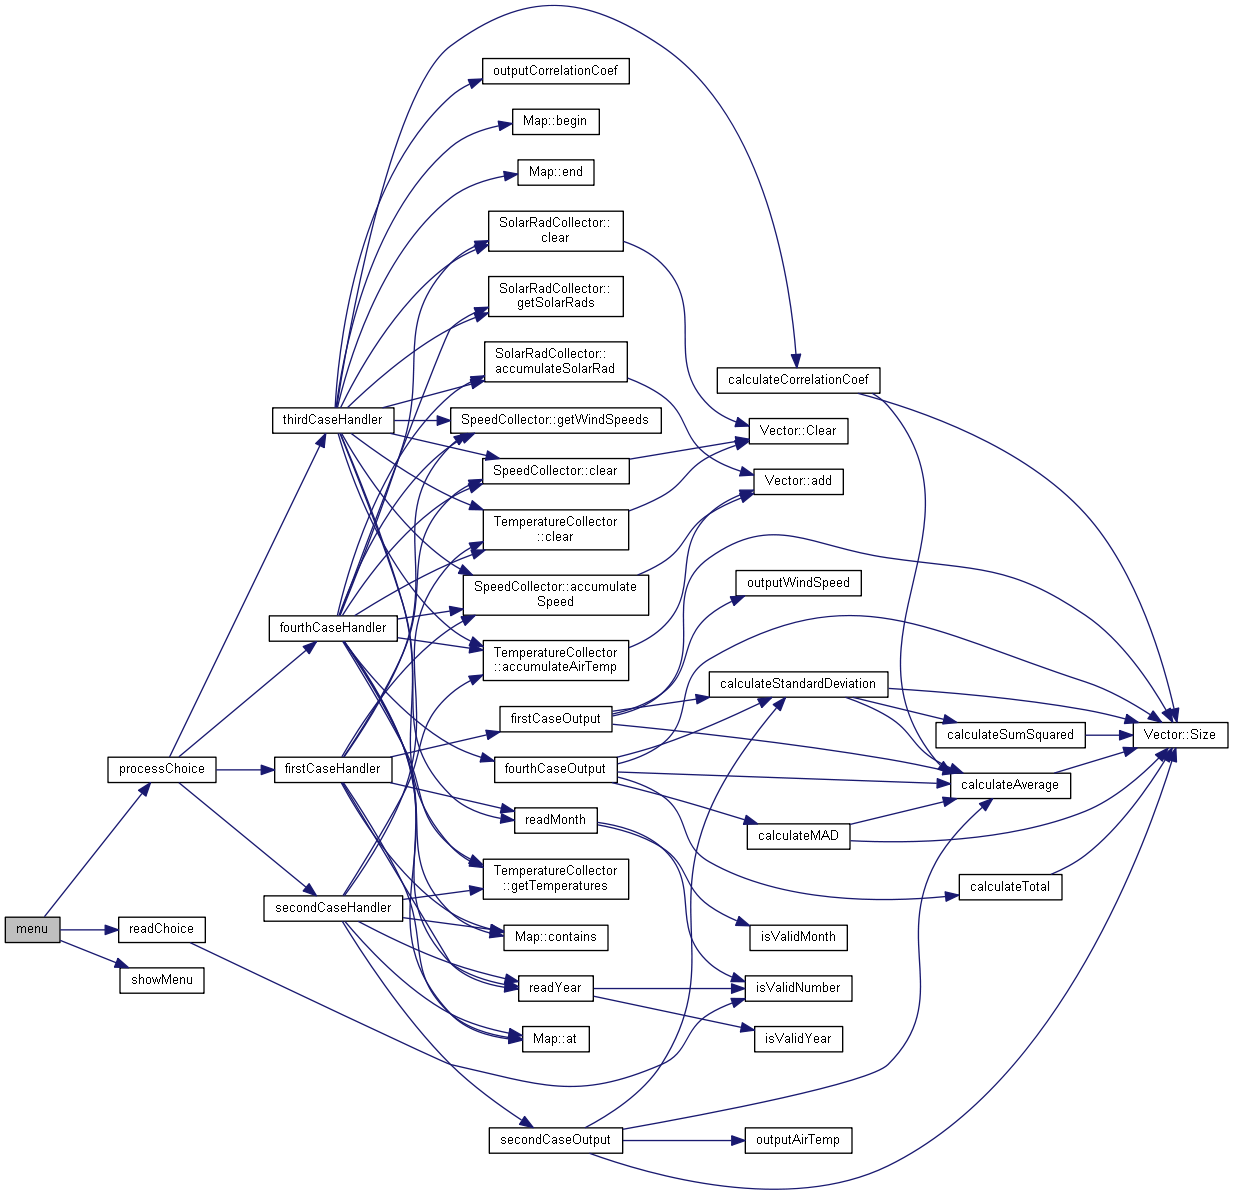 outputCorrelationCoef
Map::begin
Map::end
SolarRadCollector::
clear
SolarRadCollector::
getSolarRads
SolarRadCollector::
accumulateSolarRad
calculateCorrelationCoef
thirdCaseHandler
SpeedCollector::getWindSpeeds
Vector::Clear
SpeedCollector::clear
Vector::add
TemperatureCollector
::clear
outputWindSpeed
SpeedCollector::accumulate
Speed
fourthCaseHandler
TemperatureCollector
::accumulateAirTemp
calculateStandardDeviation
firstCaseOutput
calculateSumSquared
Vector::Size
processChoice
firstCaseHandler
fourthCaseOutput
calculateAverage
readMonth
calculateMAD
TemperatureCollector
::getTemperatures
calculateTotal
secondCaseHandler
menu
readChoice
Map::contains
isValidMonth
showMenu
readYear
isValidNumber
Map::at
isValidYear
secondCaseOutput
outputAirTemp